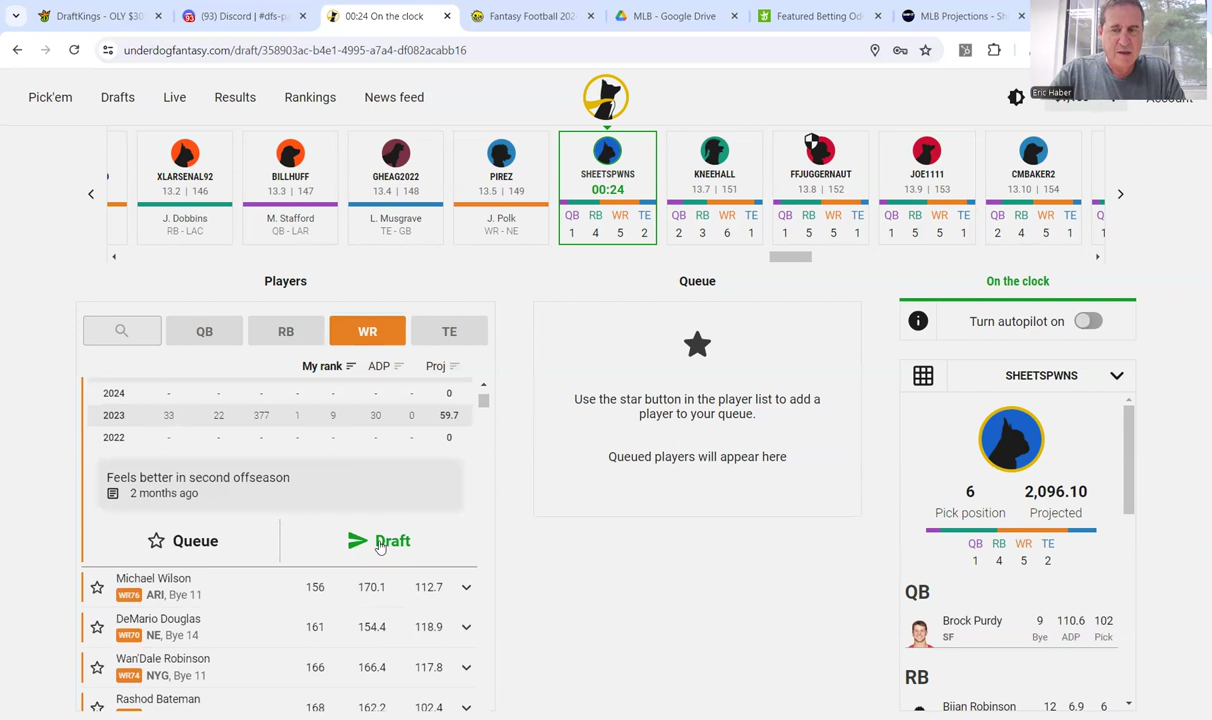 DraftKings - OLY $30
(93) Discord | #dfs-p
00:24 On the clock
Fantasy Football 202
MLB - Google Drive
Featured Betting Od
MLB Projections - Sh
underdogfantasy.com/draft/358903ac-b4e1-4995-a7a4-df082acabb16
Eric Haber
Pick'em
Drafts
Live
Results
Rankings
News feed
Account
XLARSENAL92
13.2 | 146
J. Dobbins
RB - LAC
BILLHUFF
13.3 | 147
M. Stafford
QB - LAR
GHEAG2022
13.4 | 148
L. Musgrave
TE - GB
PIREZ
13.5 | 149
J. Polk
WR - NE
SHEETSPWNS
00:24
QB RB WR TE
1 4 5 2
KNEEHALL
13.7 | 151
QB RB WR TE
2 3 6 1
FFJUGGERNAUT
13.8 | 152
QB RB WR TE
1 5 5 1
JOE1111
13.9 | 153
QB RB WR TE
1 5 5 1
CMBAKER2
13.10 | 154
QB RB WR TE
2 4 5 1
Players
Queue
On the clock
QB
RB
WR
TE
My rank ADP Proj
2024 - - - - - - - 0
2023 33 22 377 1 9 30 0 59.7
2022 - - - - - - - 0
Feels better in second offseason
2 months ago
Queue
Draft
Michael Wilson
WR76 ARI, Bye 11
156 170.1 112.7
DeMario Douglas
WR70 NE, Bye 14
161 154.4 118.9
Wan'Dale Robinson
WR74 NYG, Bye 11
166 166.4 117.8
Rashod Bateman
168 162.2 102.4
Use the star button in the player list to add a
player to your queue.
Queued players will appear here
Turn autopilot on
SHEETSPWNS
6
Pick position
2,096.10
Projected
QB RB WR TE
1 4 5 2
QB
Brock Purdy
SF
9 110.6 102
Bye ADP Pick
RB
Bijan Robinson
12 6.9 6